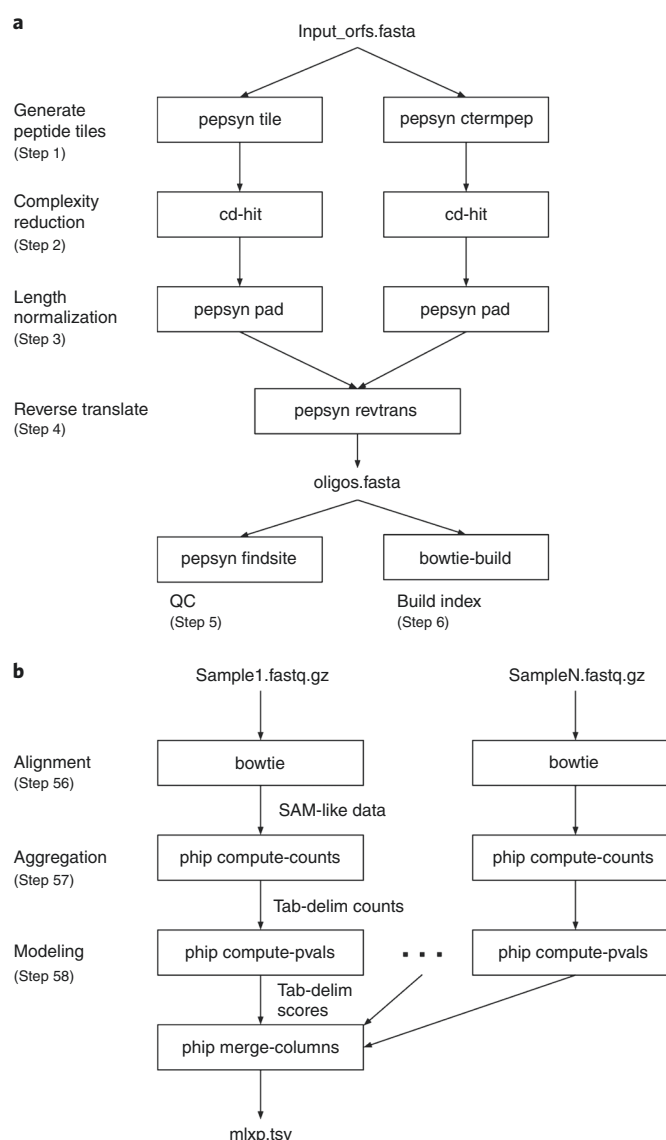 a
Input_orfs.fasta
Generate
peptide tiles
(Step 1)
pepsyn tile
pepsyn ctermpep
Complexity
reduction
(Step 2)
cd-hit
cd-hit
Length
normalization
(Step 3)
pepsyn pad
pepsyn pad
Reverse translate
(Step 4)
pepsyn revtrans
oligos.fasta
pepsyn findsite
bowtie-build
QC
(Step 5)
Build index
(Step 6)
b
Sample1.fastq.gz
SampleN.fastq.gz
Alignment
(Step 56)
bowtie
bowtie
SAM-like data
Aggregation
(Step 57)
phip compute-counts
phip compute-counts
Tab-delim counts
Modeling
(Step 58)
phip compute-pvals
...
phip compute-pvals
Tab-delim
scores
phip merge-columns
mlxp.tsv